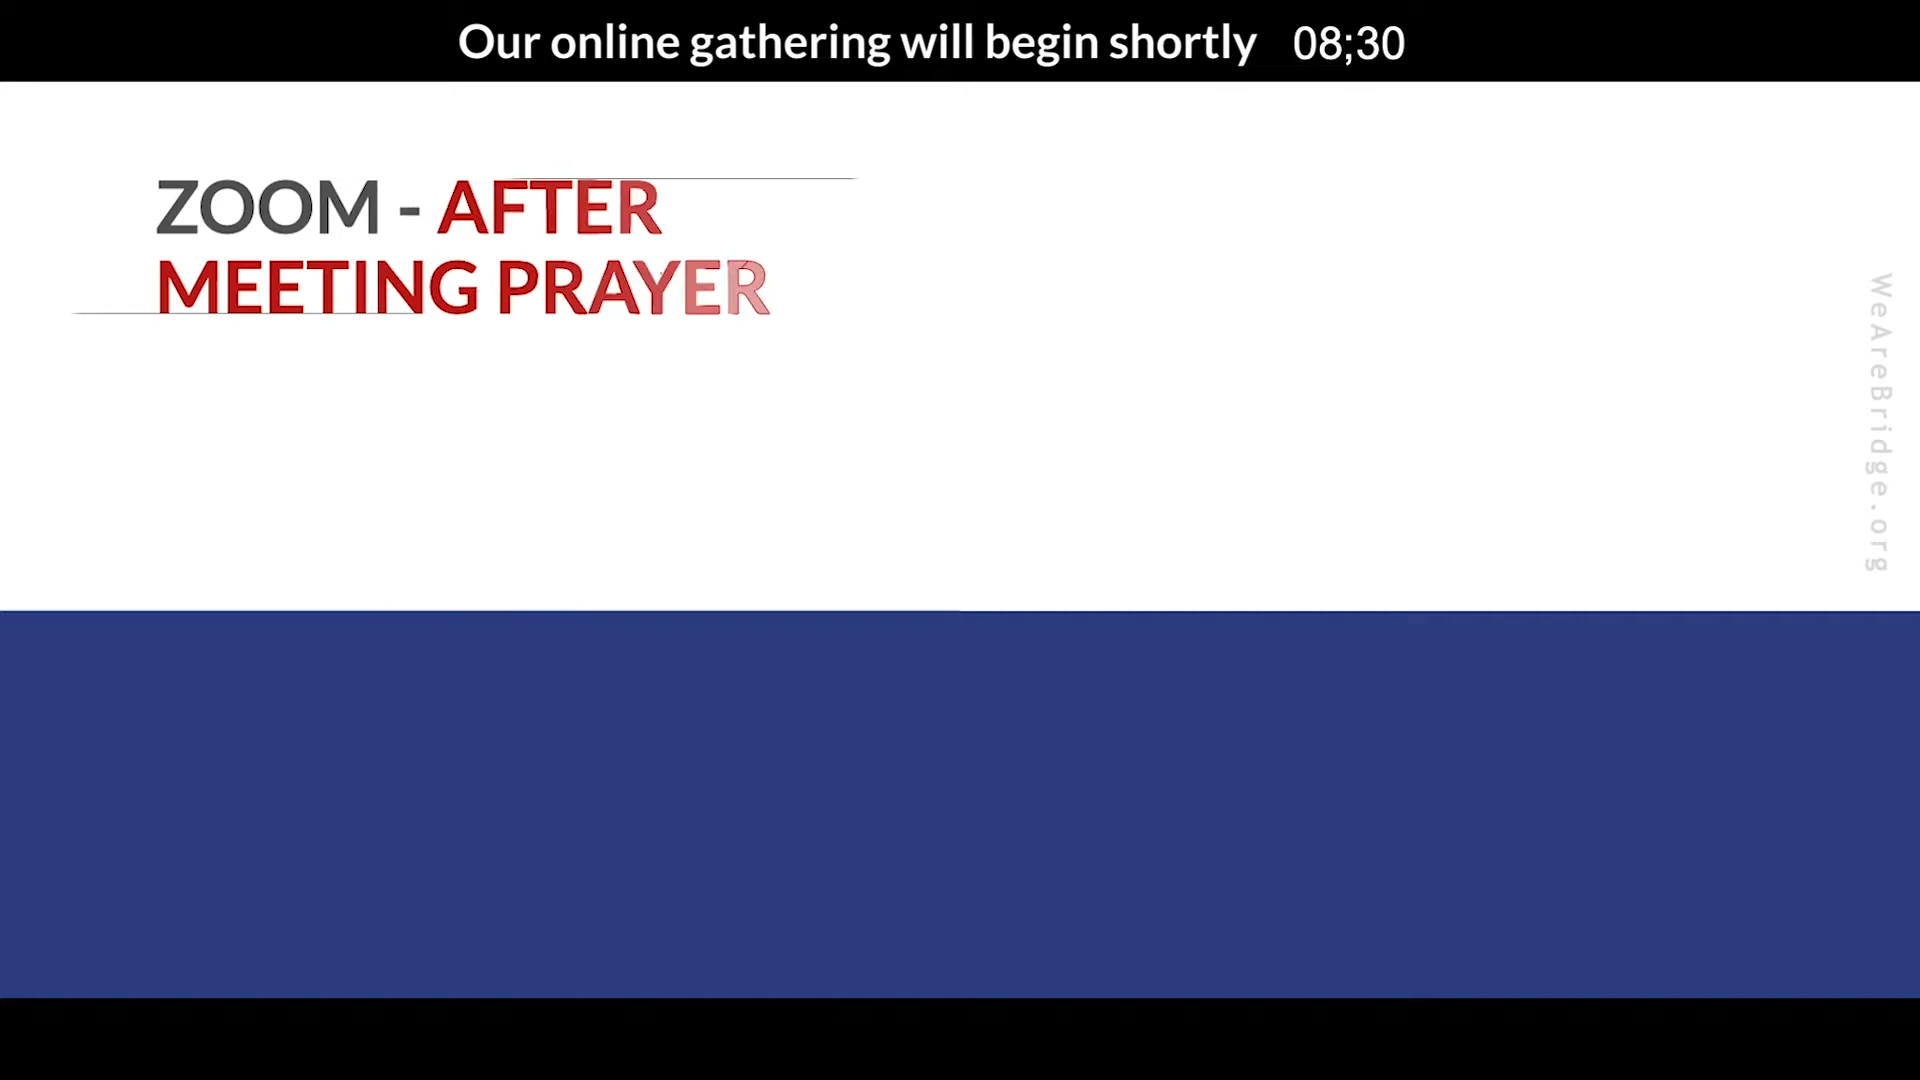 Our online gathering will begin shortly 08;30
ZOOM - AFTER
MEETING PRAYER
WeAreBridge.org